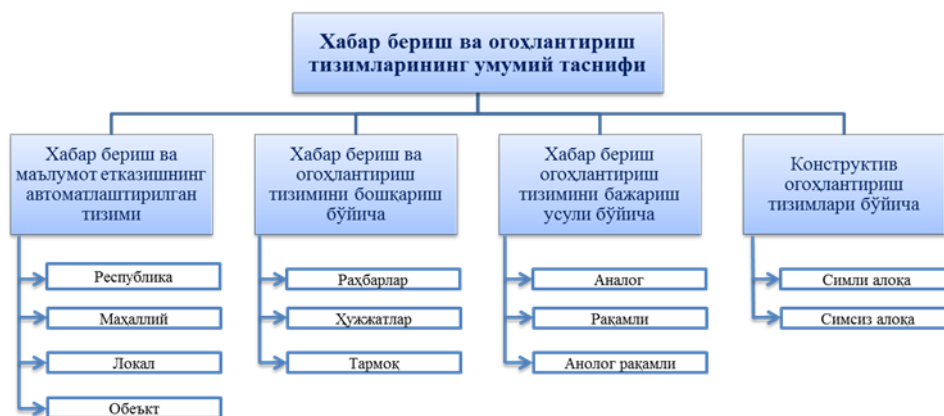 Хабар бериш ва огоҳлантириш
тизимларининг умумий таснифи
Хабар бериш ва
маълумот етказишнинг
автоматлаштирилган
тизими
Республика
Маҳаллий
Локал
Обеъкт
Хабар бериш ва
огоҳлантириш
тизимини бошқариш
бўйича
Раҳбарлар
Ҳужжатлар
Тармоқ
Хабар бериш
огоҳлантириш
тизимини бажариш
усули бўйича
Аналог
Рақамли
Анолог рақамли
Конструктив
огоҳлантириш
тизимлари бўйича
Симли алоқа
Симсиз алоқа